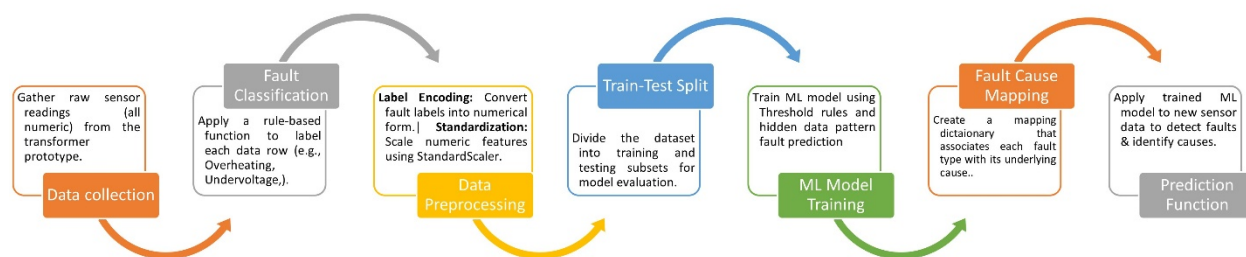 Gather raw sensor
readings (all
numeric) from the
transformer
prototype.
Data collection
Fault
Classification
Apply a rule-based
function to label
each data row (e.g.,
Overheating,
Undervoltage,).
Label Encoding: Convert
fault labels into numerical
form.| Standardization:
Scale numeric features
using StandardScaler.
Data
Preprocessing
Train-Test Split
Divide the dataset
into training and
testing subsets for
model evaluation.
Train ML model using
Threshold rules and
hidden data pattern
fault prediction
ML Model
Training
Fault Cause
Mapping
Create a mapping
dictaionary that
associates each fault
type with its underlying
cause..
Apply trained ML
model to new sensor
data to detect faults
& identify causes.
Prediction
Function